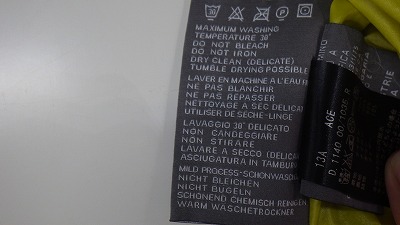 MAXIMUM WASHING
TEMPERATURE 30°
DO NOT BLEACH
DO NOT IRON
DRY CLEAN (DELICATE)
TUMBLE DRYING POSSIBLE
LAVER EN MACHINE A L'EAU
NE PAS BLANCHIR
NE PAS REPASSER
NETTOYAGE A SEC DELICA
UTILISER DE SECHE-LINGE
LAVAGGIO 30° DELICATO
NON CANDEGGIARE
NON STIRARE
LAVARE A SECCO (DELICA
ASCIUGATURA IN TAMBU
MILD PROCESS-SCHONWASCH
NICHT BLEICHEN
NICHT BUGELN
SCHONEND CHEMISCH REINIGEN
WARM WASCHETROCKNER
13A AGE